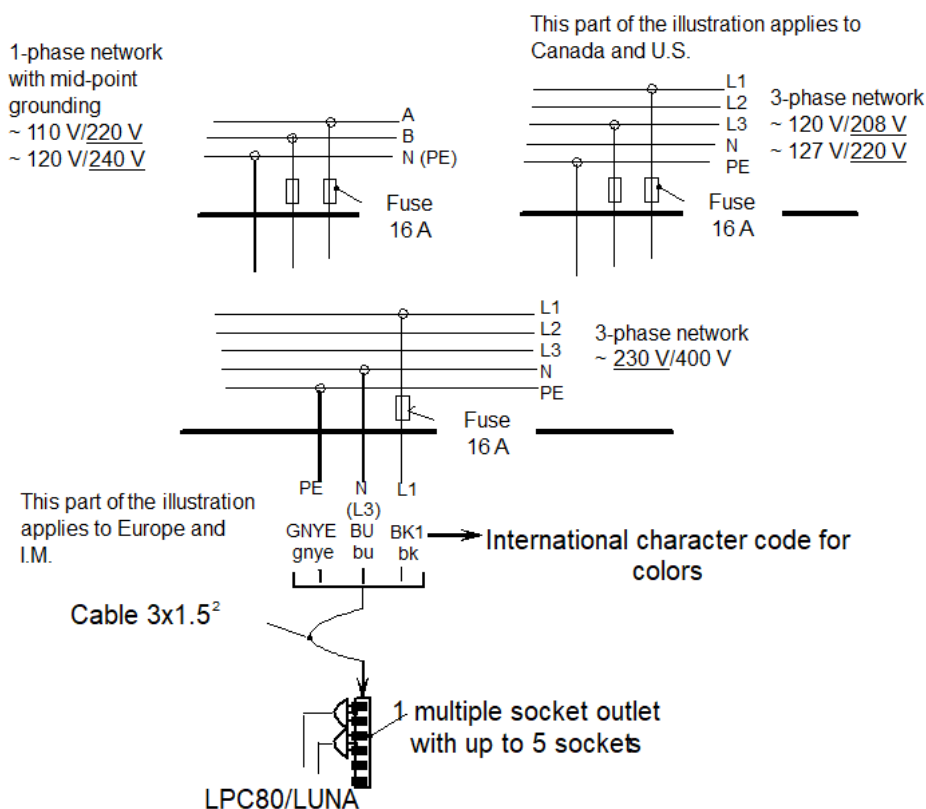 1-phase network
with mid-point
grounding
~ 110 V/220 V
~ 120 V/240 V
A
B
N (PE)
Fuse
16 A
This part of the illustration applies to
Canada and U.S.
L1
L2
L3
N
PE
3-phase network
~ 120 V/208 V
~ 127 V/220 V
Fuse
16 A
L1
L2
L3
N
PE
3-phase network
~ 230 V/400 V
Fuse
16 A
This part of the illustration
applies to Europe and
I.M.
PE N L1
(L3)
GNYE BU BK1
gnye bu bk
International character code for
colors
Cable 3x1.5²
1 multiple socket outlet
with up to 5 sockets
LPC80/LUNA